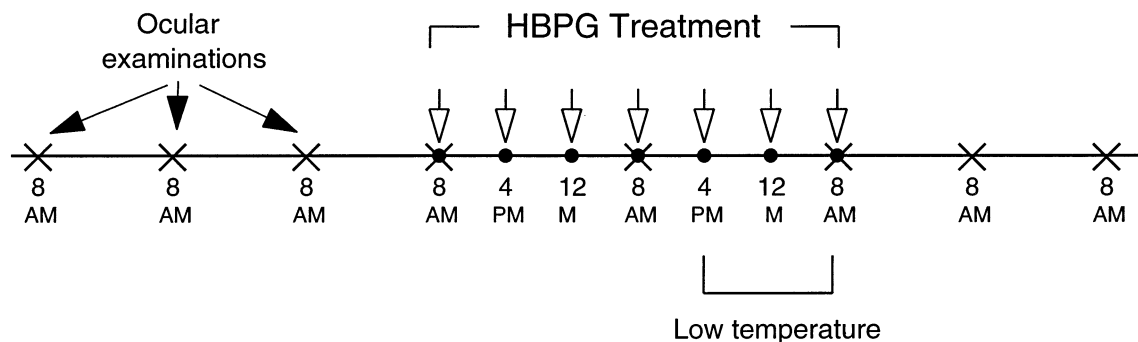 Ocular
examinations
HBPG Treatment
8 8 8 8 4 12 8 4 12 8 8 8
AM AM AM AM PM M AM PM M AM AM AM
Low temperature